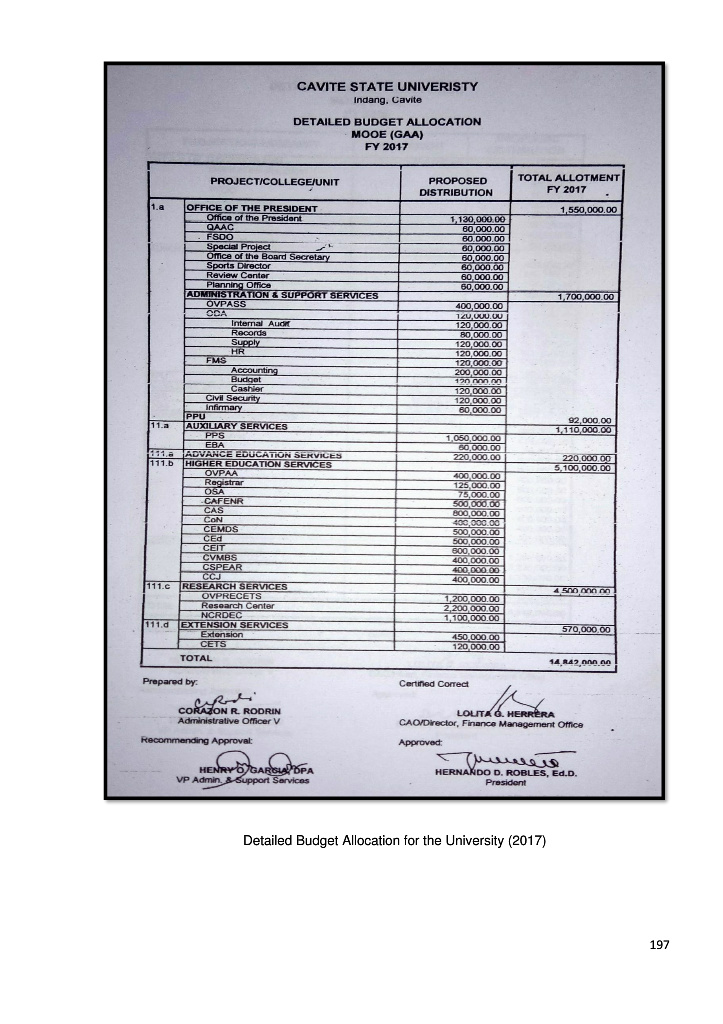 CAVITE STATE UNIVERISTY
Indang, Cavite
DETAILED BUDGET ALLOCATION
MOOE (GAA)
FY 2017
PROJECT/COLLEGE/UNIT PROPOSED DISTRIBUTION TOTAL ALLOTMENT FY 2017
1.a OFFICE OF THE PRESIDENT 1,550,000.00
Office of the President 1,130,000.00
QAAC 60,000.00
FSDO 60,000.00
Special Project 60,000.00
Office of the Board Secretary 60,000.00
Sports Director 60,000.00
Review Center 60,000.00
Planning Office 60,000.00
ADMINISTRATION & SUPPORT SERVICES 1,700,000.00
OVPASS 400,000.00
CDA 120,000.00
Internal Audit 120,000.00
Records 80,000.00
Supply 120,000.00
HR 120,000.00
FMS 120,000.00
Accounting 200,000.00
Budget 120,000.00
Cashier 120,000.00
Civil Security 120,000.00
Infirmary 60,000.00
PPU 92,000.00
11.a AUXILIARY SERVICES 1,110,000.00
PPS 1,050,000.00
EBA 60,000.00
111.a ADVANCE EDUCATION SERVICES 220,000.00 220,000.00
111.b HIGHER EDUCATION SERVICES 5,100,000.00
OVPAA 400,000.00
Registrar 125,000.00
OSA 75,000.00
CAFENR 500,000.00
CAS 800,000.00
CoN 400,000.00
CEMDS 500,000.00
CEd 500,000.00
CEIT 600,000.00
CVMBS 400,000.00
CSPEAR 400,000.00
CCJ 400,000.00
111.c RESEARCH SERVICES 4,500,000.00
OVPRECETS 1,200,000.00
Research Center 2,200,000.00
NCRDEC 1,100,000.00
111.d EXTENSION SERVICES 570,000.00
Extension 450,000.00
CETS 120,000.00
TOTAL 14,842,000.00
Prepared by: Certified Correct
CORAZON R. RODRIN LOLITA G. HERRERA
Administrative Officer V CAO/Director, Finance Management Office
Recommending Approval: Approved:
HENRY O. GARCIA, DPA HERNANDO D. ROBLES, Ed.D.
VP Admin. & Support Services President
Detailed Budget Allocation for the University (2017)
197